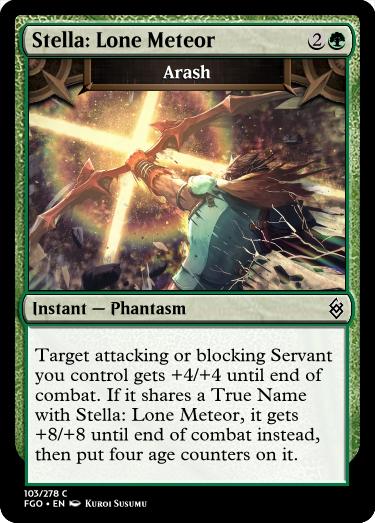 Stella: Lone Meteor 2
Arash
Instant — Phantasm
Target attacking or blocking Servant
you control gets +4/+4 until end of
combat. If it shares a True Name
with Stella: Lone Meteor, it gets
+8/+8 until end of combat instead,
then put four age counters on it.
103/278 C
FGO • EN Kuroi Susumu